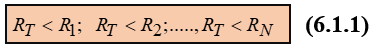 R_T < R_1; R_T < R_2;.....,R_T < R_N (6.1.1)